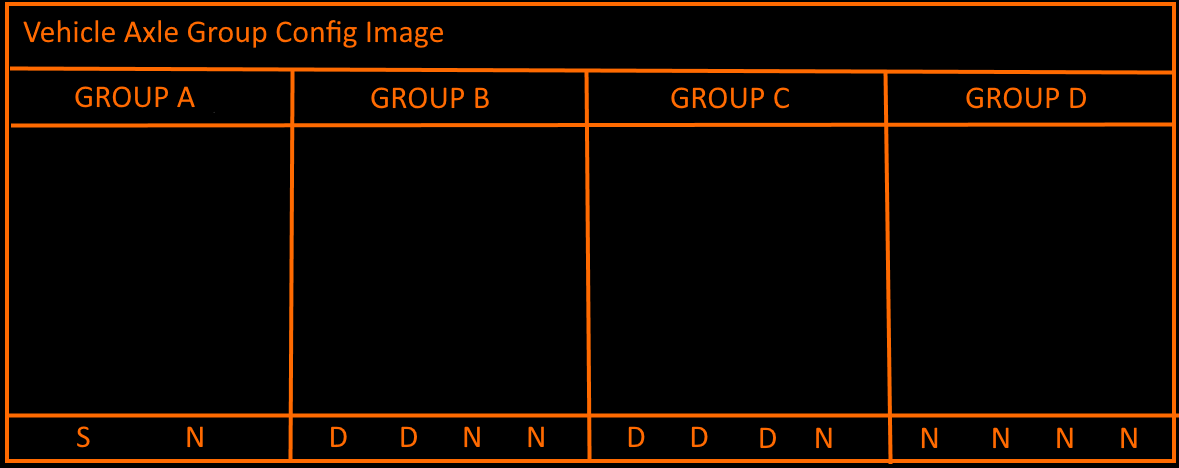 Vehicle Axle Group Config Image
GROUP A GROUP B GROUP C GROUP D
S N D D N N D D D N N N N N